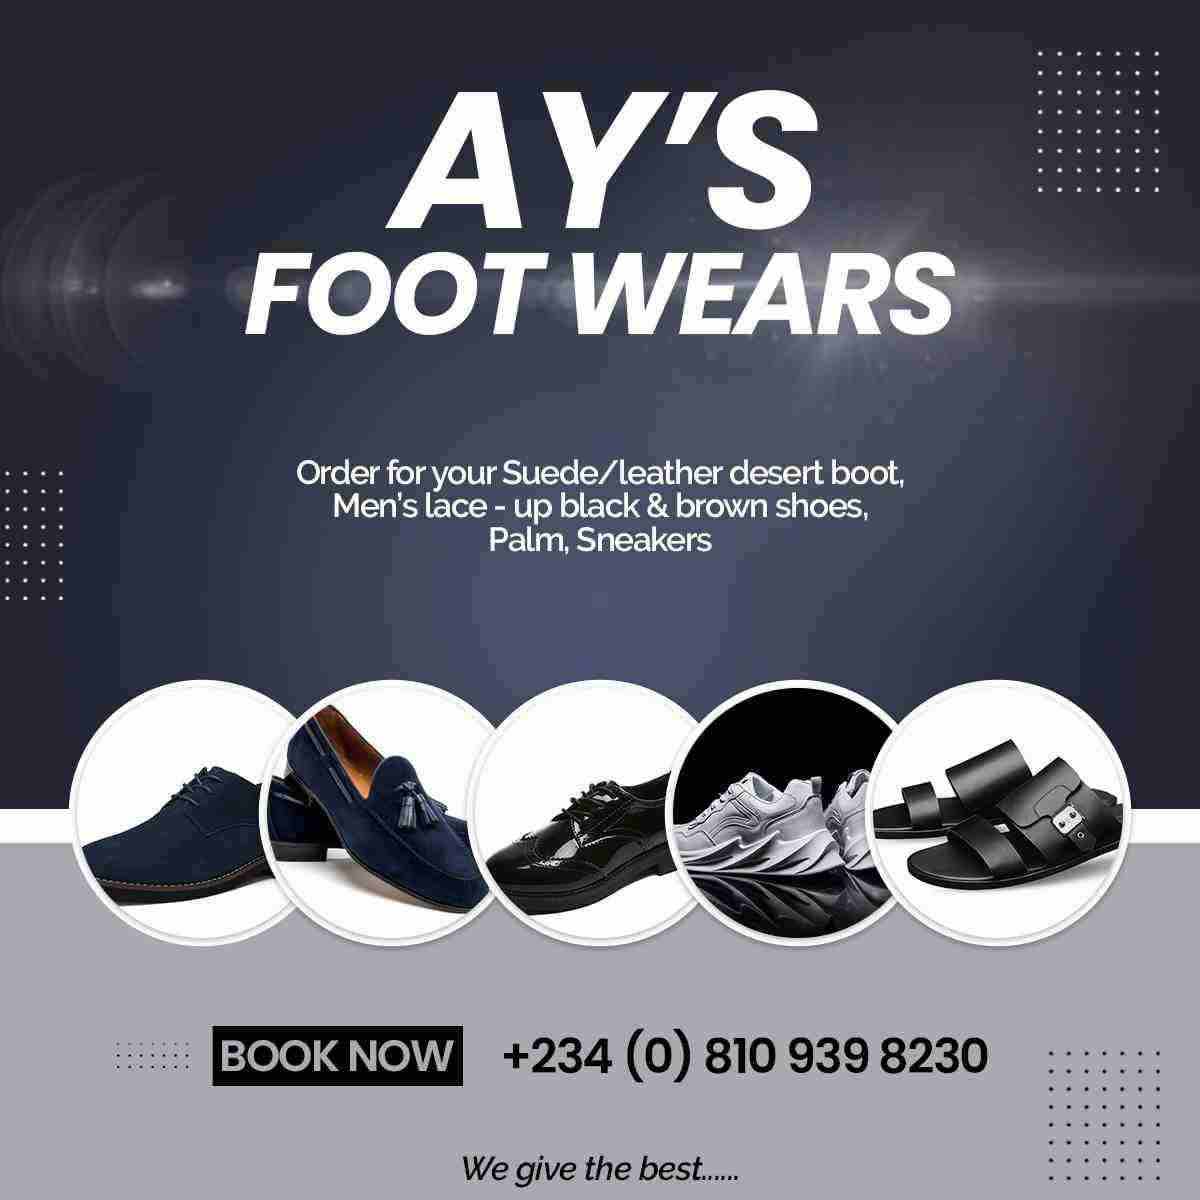 AY'S
FOOT WEARS
Order for your Suede/leather desert boot,
Men's lace - up black & brown shoes,
Palm, Sneakers
BOOK NOW +234 (0) 810 939 8230
We give the best......